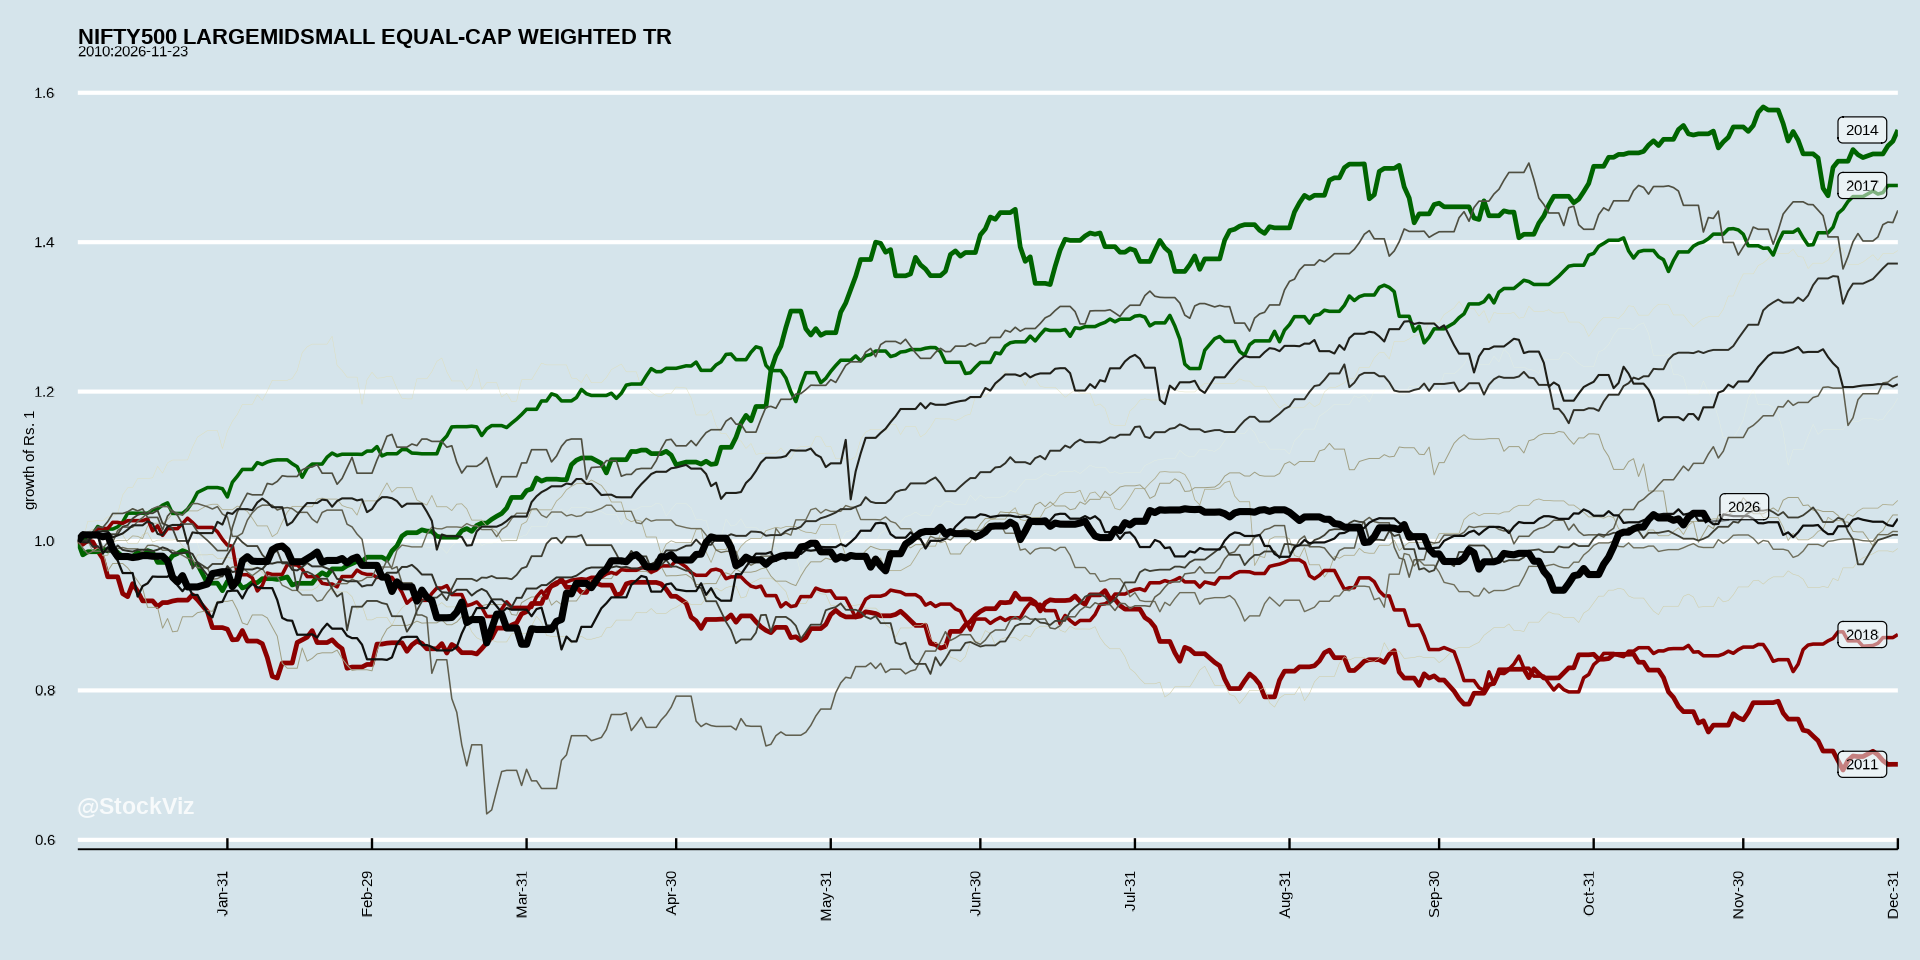 NIFTY500 LARGEMIDSMALL EQUAL-CAP WEIGHTED TR
2010:2026-11-23
growth of Rs. 1
1.6
1.4
1.2
1.0
0.8
0.6
2014
2017
2026
2018
2011
@StockViz
Jan-31
Feb-29
Mar-31
Apr-30
May-31
Jun-30
Jul-31
Aug-31
Sep-30
Oct-31
Nov-30
Dec-31